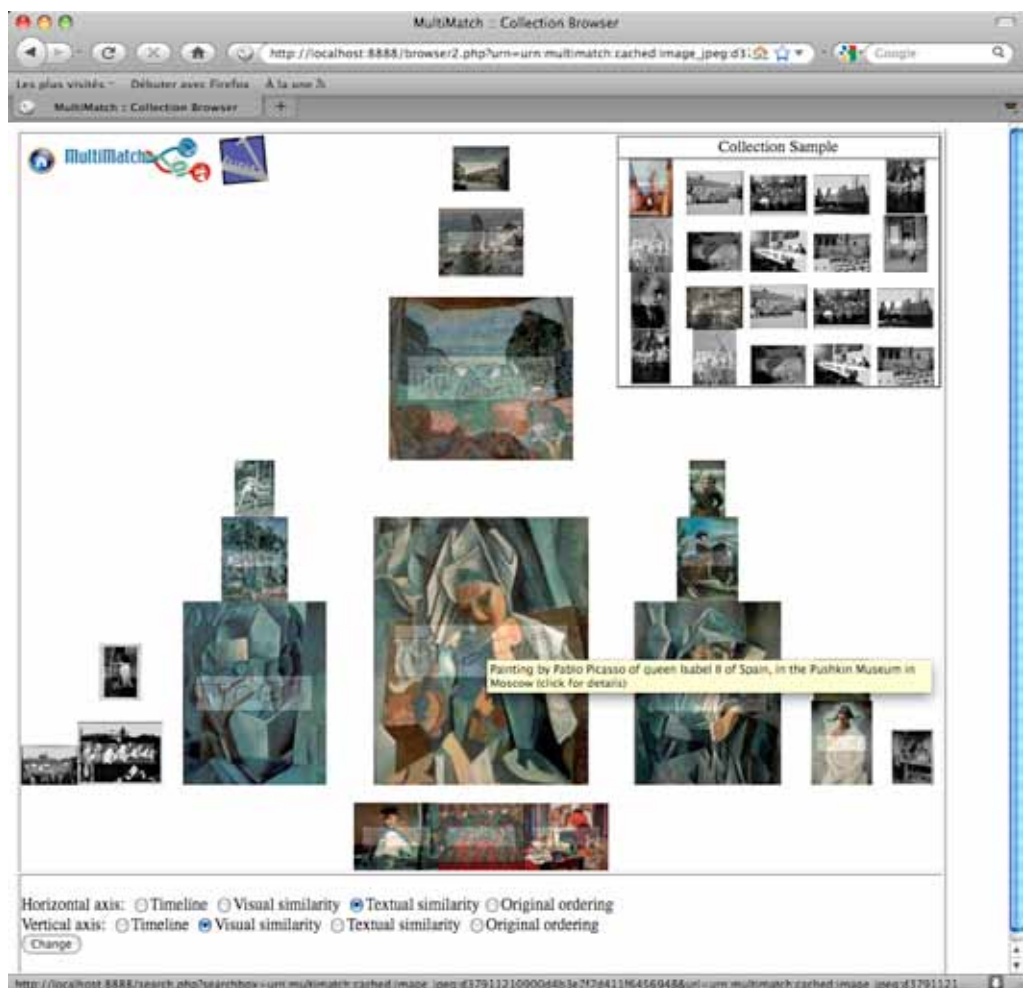 MultiMatch :: Collection Browser
http://localhost:8888/browser2.php?urn=urn:multimatch:cached:image_jpeg:d3
Google
Les plus visités Débuter avec Firefox À la une
MultiMatch :: Collection Browser
MultiMatch
Collection Sample
Painting by Pablo Picasso of queen Isabel II of Spain, in the Pushkin Museum in
Moscow (click for details)
Horizontal axis: Timeline Visual similarity Textual similarity Original ordering
Vertical axis: Timeline Visual similarity Textual similarity Original ordering
Change